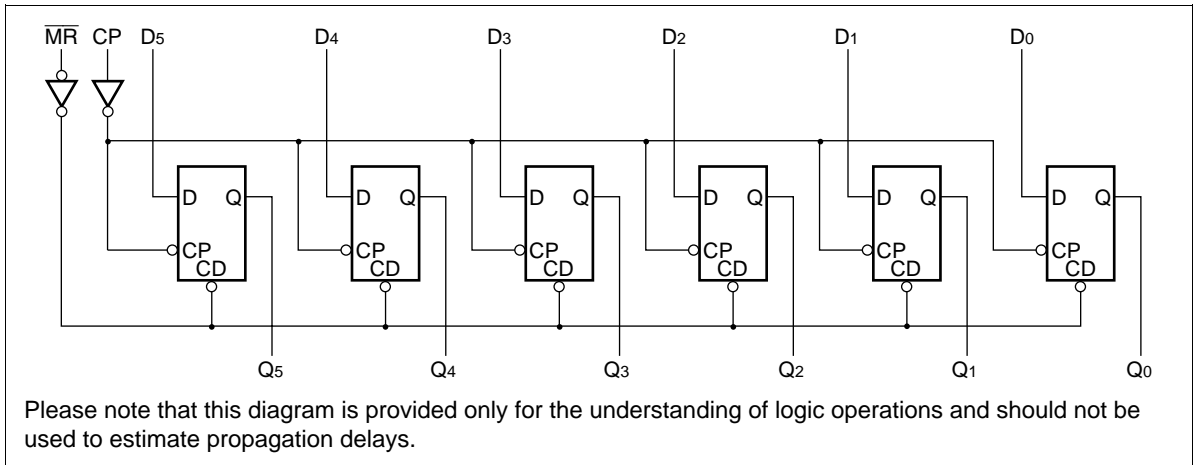 M̅R̅ CP D5 D4 D3 D2 D1 D0
D Q D Q D Q D Q D Q D Q
CP CP CP CP CP CP
CD CD CD CD CD CD
Q5 Q4 Q3 Q2 Q1 Q0
Please note that this diagram is provided only for the understanding of logic operations and should not be
used to estimate propagation delays.